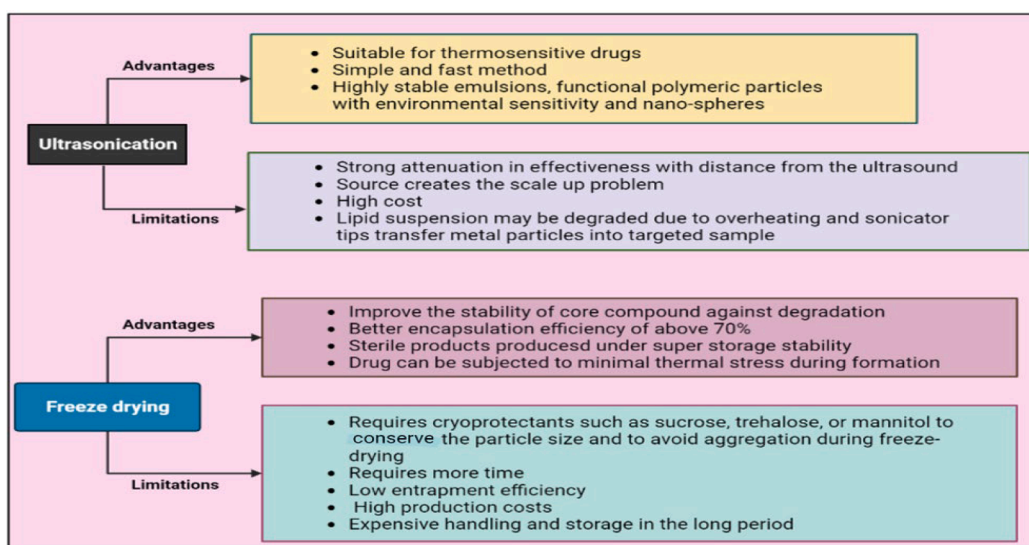 Advantages
• Suitable for thermosensitive drugs
• Simple and fast method
• Highly stable emulsions, functional polymeric particles
with environmental sensitivity and nano-spheres
Ultrasonication
• Strong attenuation in effectiveness with distance from the ultrasound
• Source creates the scale up problem
• High cost
• Lipid suspension may be degraded due to overheating and sonicator
tips transfer metal particles into targeted sample
Limitations
Advantages
• Improve the stability of core compound against degradation
• Better encapsulation efficiency of above 70%
• Sterile products producesd under super storage stability
• Drug can be subjected to minimal thermal stress during formation
Freeze drying
• Requires cryoprotectants such as sucrose, trehalose, or mannitol to
conserve the particle size and to avoid aggregation during freeze-
drying
• Requires more time
• Low entrapment efficiency
• High production costs
• Expensive handling and storage in the long period
Limitations